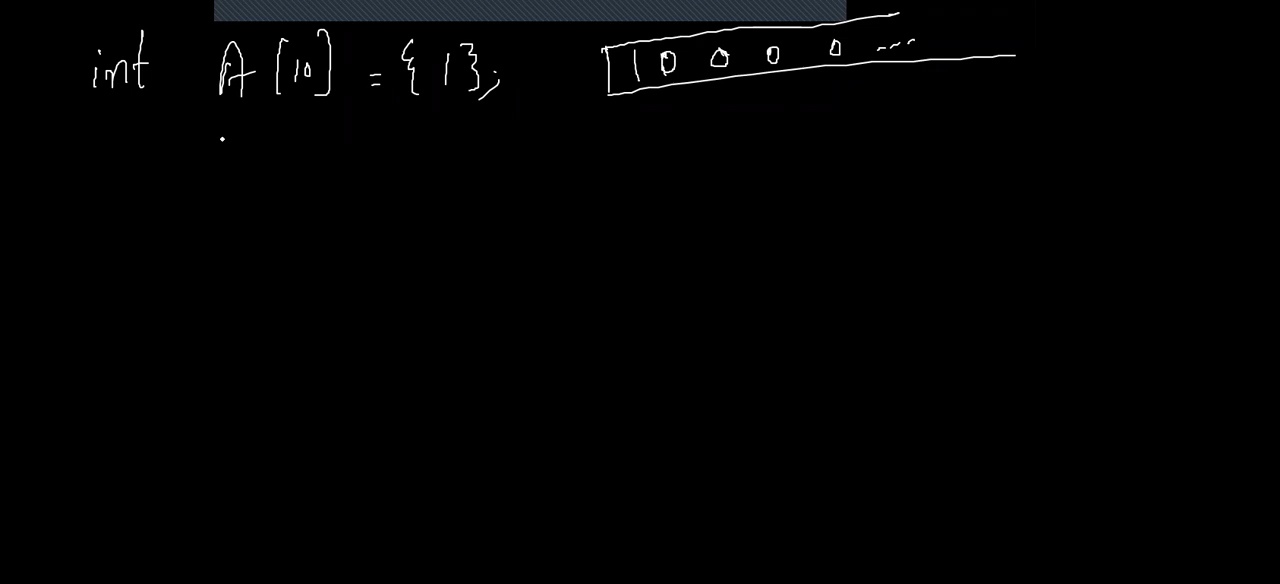 int A[10] = {1}; 1 0 0 0 0 ---